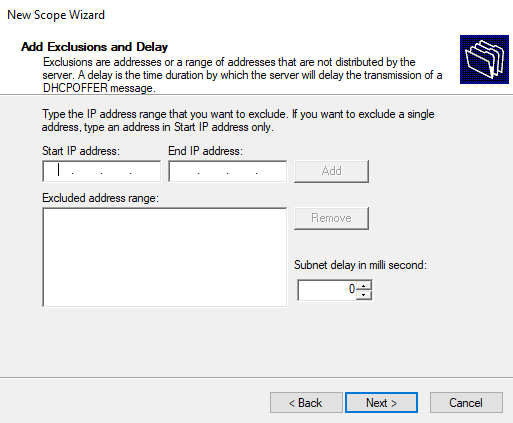 New Scope Wizard
Add Exclusions and Delay
Exclusions are addresses or a range of addresses that are not distributed by the
server. A delay is the time duration by which the server will delay the transmission of a
DHCPOFFER message.
Type the IP address range that you want to exclude. If you want to exclude a single
address, type an address in Start IP address only.
Start IP address: End IP address:
. . . . . . Add
Excluded address range:
Remove
Subnet delay in milli second:
0
< Back Next > Cancel